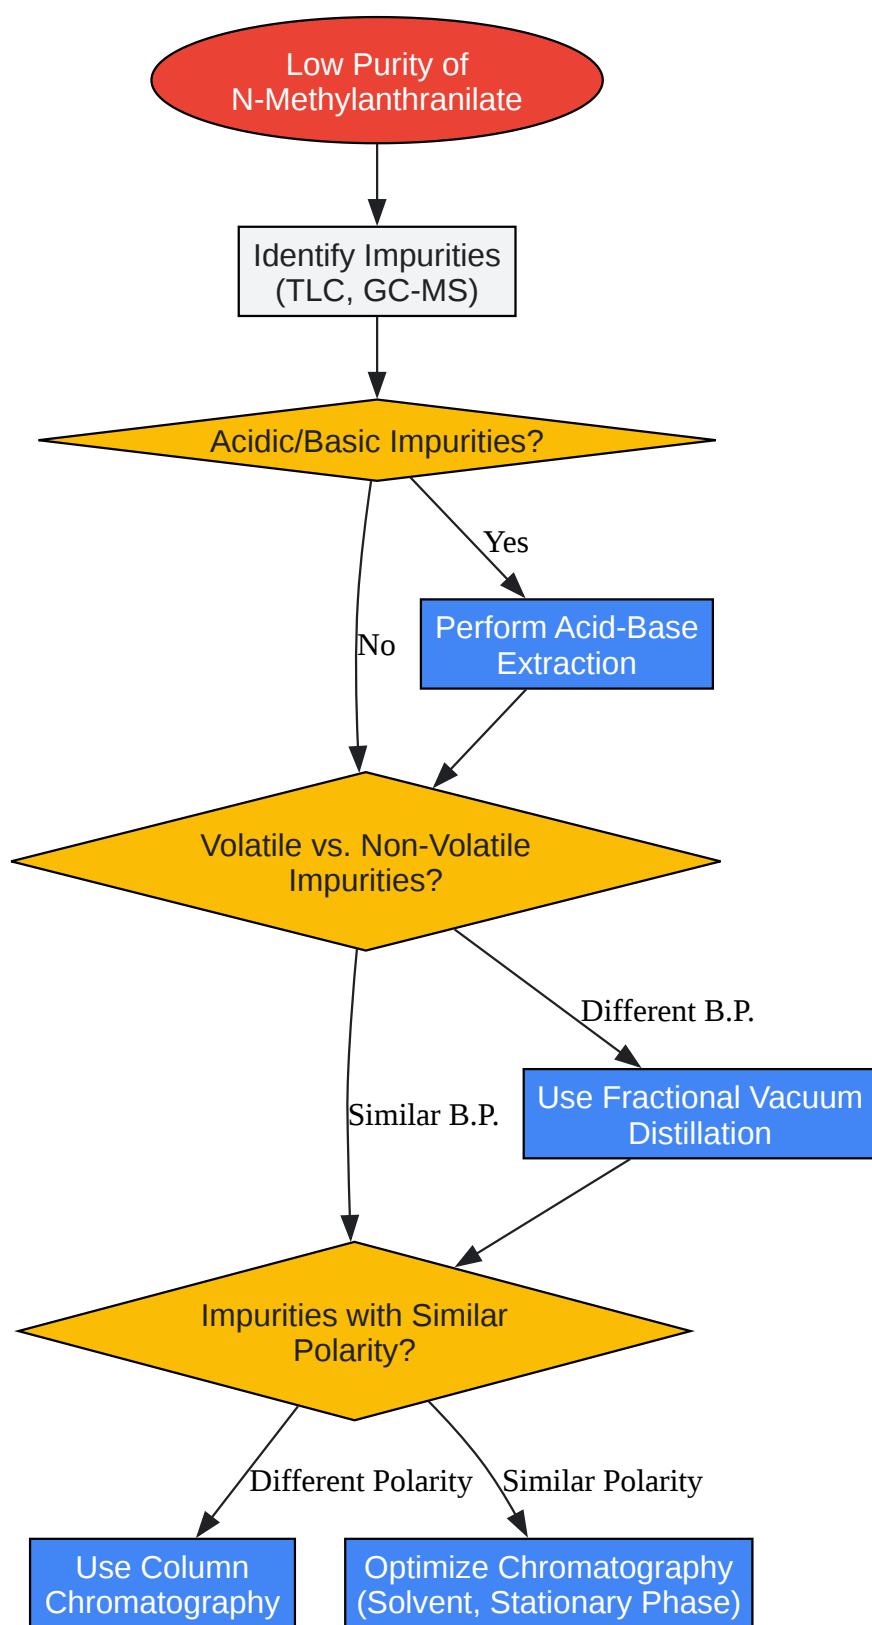 Low Purity of
N-Methylanthranilate
Identify Impurities
(TLC, GC-MS)
Acidic/Basic Impurities?
Yes
Perform Acid-Base
Extraction
No
Volatile vs. Non-Volatile
Impurities?
Different B.P.
Use Fractional Vacuum
Distillation
Similar B.P.
Impurities with Similar
Polarity?
Different Polarity
Similar Polarity
Use Column
Chromatography
Optimize Chromatography
(Solvent, Stationary Phase)